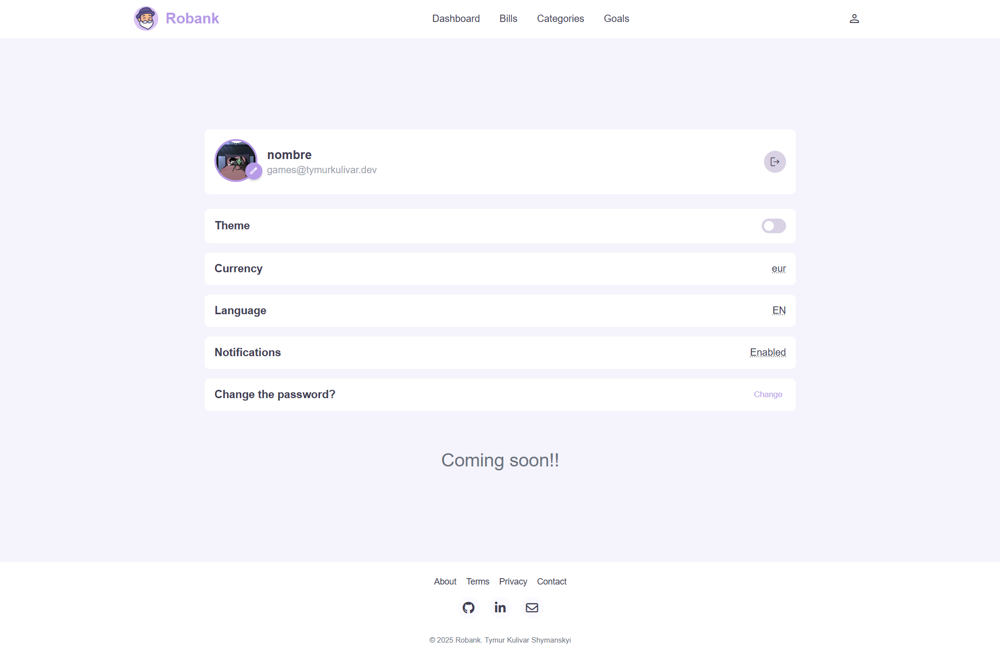 Robank
Dashboard Bills Categories Goals
nombre
games@tymurkulivar.dev
Theme
Currency eur
Language EN
Notifications Enabled
Change the password? Change
Coming soon!!
About Terms Privacy Contact
© 2025 Robank. Tymur Kulivar Shymanskyi